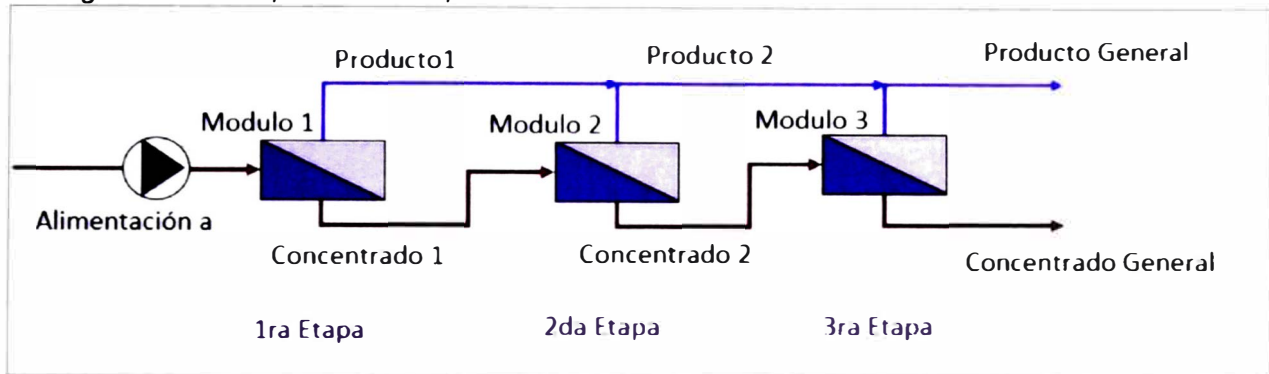 Producto1
Producto 2
Producto General
Modulo 1
Modulo 2
Modulo 3
Alimentación a
Concentrado 1
Concentrado 2
Concentrado General
1ra Etapa
2da Etapa
3ra Etapa